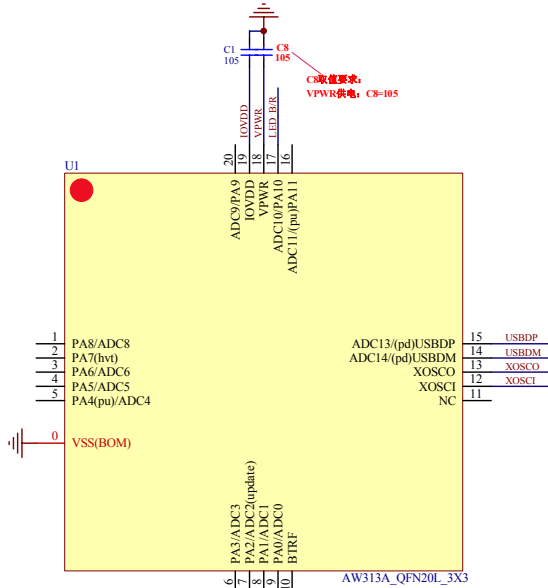 C1
105
C8
105
C8取值要求:
VPWR供电: C8=105
IOVDD
VPWR
LED_B/R
20
19
18
17
16
U1
ADC9/PA9
IOVDD
VPWR
ADC10/PA10
ADC11/(pu)PA11
1 PA8/ADC8
2 PA7(hvt)
3 PA6/ADC6
4 PA5/ADC5
5 PA4(pu)/ADC4
0 VSS(BOM)
ADC13/(pd)USBDP 15 USBDP
ADC14/(pd)USBDM 14 USBDM
XOSCO 13 XOSCO
XOSCI 12 XOSCI
NC 11
PA3/ADC3
PA2/ADC2(update)
PA1/ADC1
PA0/ADC0
BTRF
6
7
8
9
10
AW313A_QFN20L_3X3